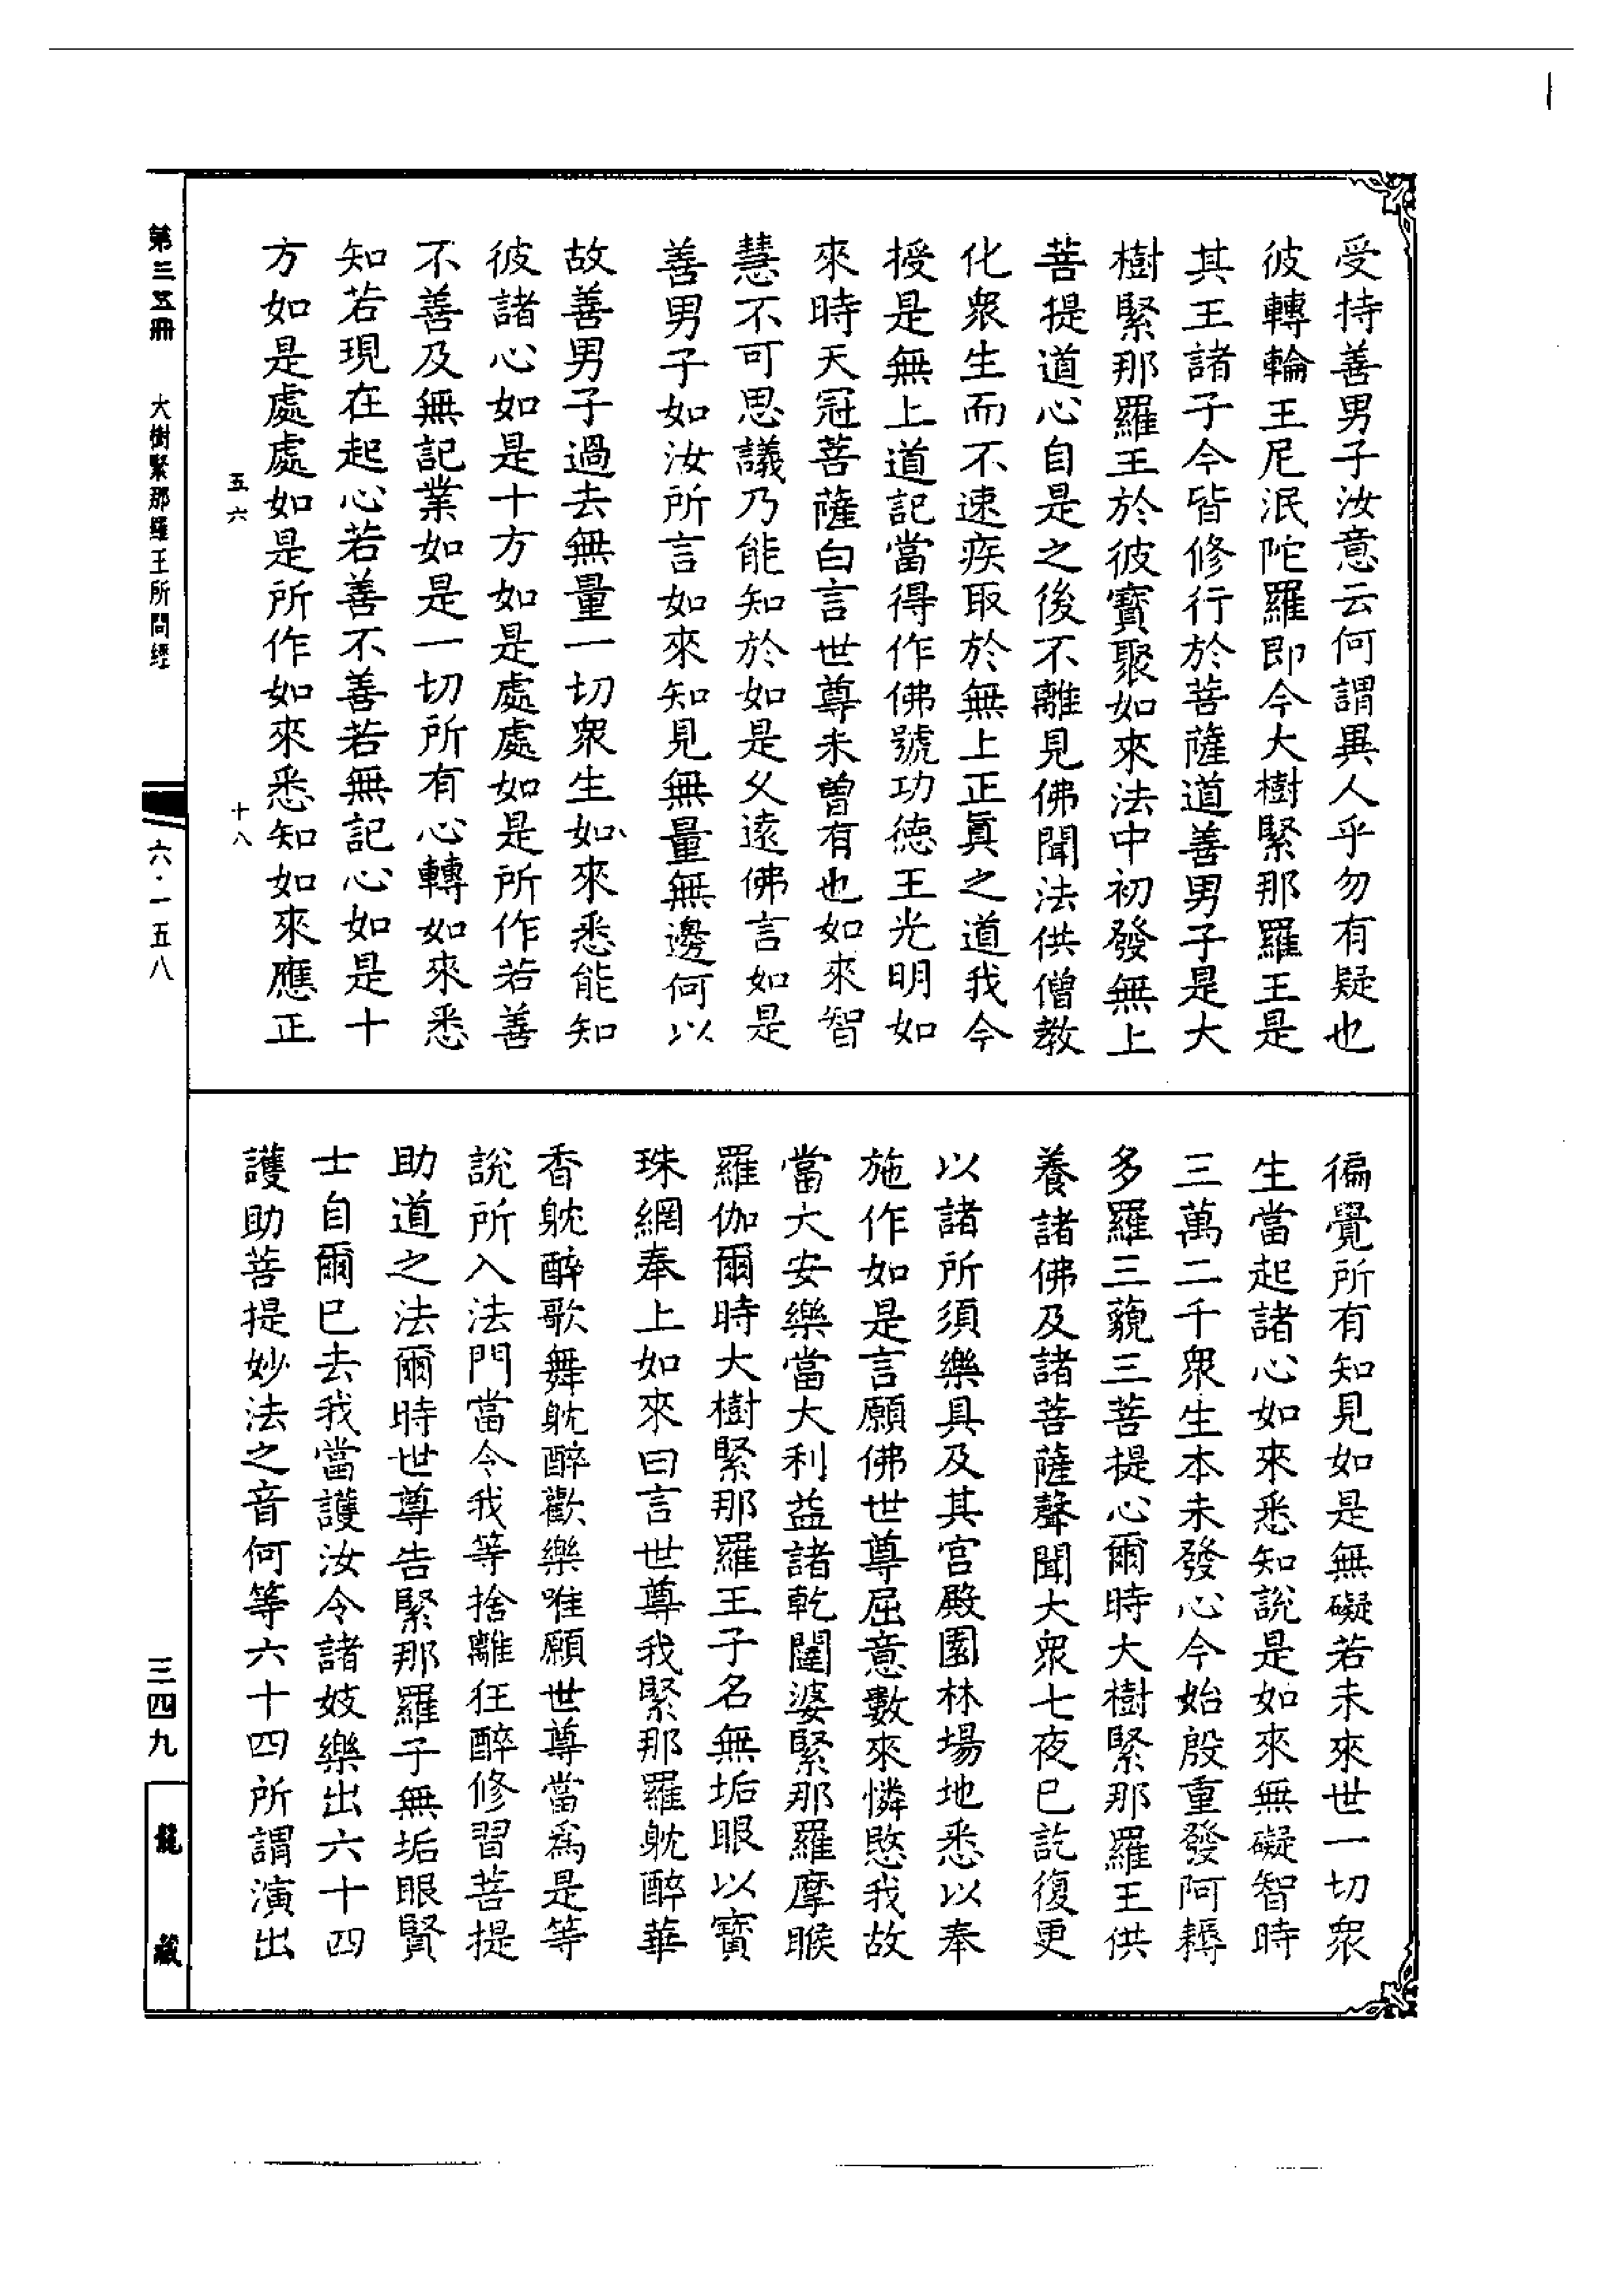 受持善男子汝意云何謂異人乎勿有疑也
彼轉輪王尼泯陀羅即今大樹緊那羅王是
其王諸子今皆修行於菩薩道善男子是大
樹緊那羅王於彼寶聚如來法中初發無上
菩提道心自是之後不離見佛聞法供僧教
化衆生而不速疾取於無上正眞之道我今
授是無上道記當得作佛號功德王光明如
來時天冠菩薩白言世尊未曾有也如來智
慧不可思議乃能知於如是久遠佛言如是
善男子如汝所言如來知見無量無邊何以
故善男子過去無量一切衆生如來悉能知
彼諸心如是十方如是處處如是所作若善
不善及無記業如是一切所有心轉如來悉
知若現在起心若善不善若無記心如是十
方如是處處如是所作如來悉知如來應正
五六
十八
徧覺所有知見如是無礙若未來世一切衆
生當起諸心如來悉知說是如來無礙智時
三萬二千衆生本未發心今始殷重發阿耨
多羅三藐三菩提心爾時大樹緊那羅王供
養諸佛及諸菩薩聲聞大衆七夜已訖復更
以諸所須樂具及其宮殿園林場地悉以奉
施作如是言願佛世尊屈意數來憐愍我故
當大安樂當大利益諸乾闥婆緊那羅摩睺
羅伽爾時大樹緊那羅王子名無垢眼以寶
珠網奉上如來曰言世尊我緊那羅躭醉華
香躭醉歌舞躭醉歡樂唯願世尊當爲是等
說所入法門當令我等捨離狂醉修習菩提
助道之法爾時世尊告緊那羅子無垢眼賢
士自爾已去我當護汝令諸妓樂出六十四
護助菩提妙法之音何等六十四所謂演出
第三五冊
大樹緊那羅王所問經
六·一五八
三四九
龍藏